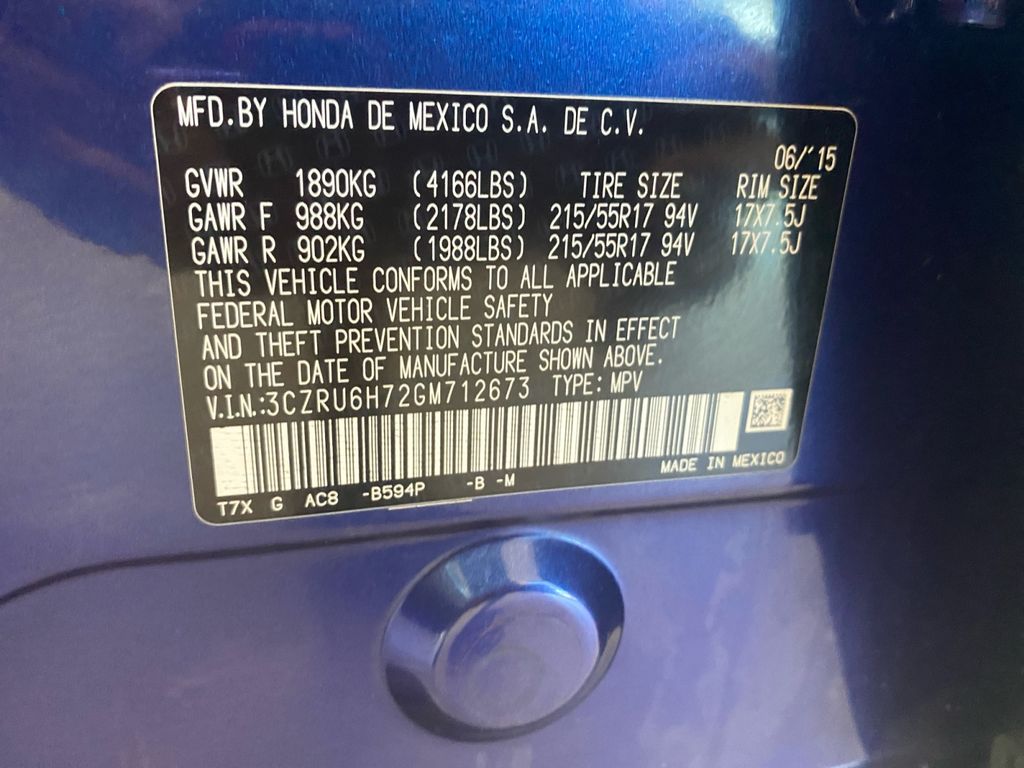 MFD.BY HONDA DE MEXICO S.A. DE C.V.
06/'15
GVWR 1890KG (4166LBS) TIRE SIZE RIM SIZE
GAWR F 988KG (2178LBS) 215/55R17 94V 17X7.5J
GAWR R 902KG (1988LBS) 215/55R17 94V 17X7.5J
THIS VEHICLE CONFORMS TO ALL APPLICABLE
FEDERAL MOTOR VEHICLE SAFETY
AND THEFT PREVENTION STANDARDS IN EFFECT
ON THE DATE OF MANUFACTURE SHOWN ABOVE.
V.I.N.:3CZRU6H72GM712673 TYPE: MPV
MADE IN MEXICO
T7X G AC8 -B594P -B -M